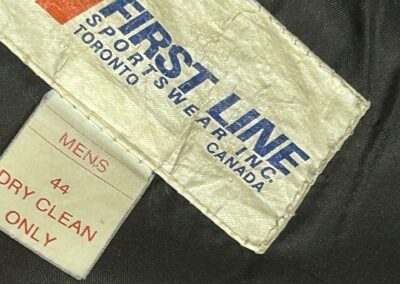 FIRST LINE
SPORTSWEAR INC.
TORONTO CANADA
MENS
44
DRY CLEAN
ONLY